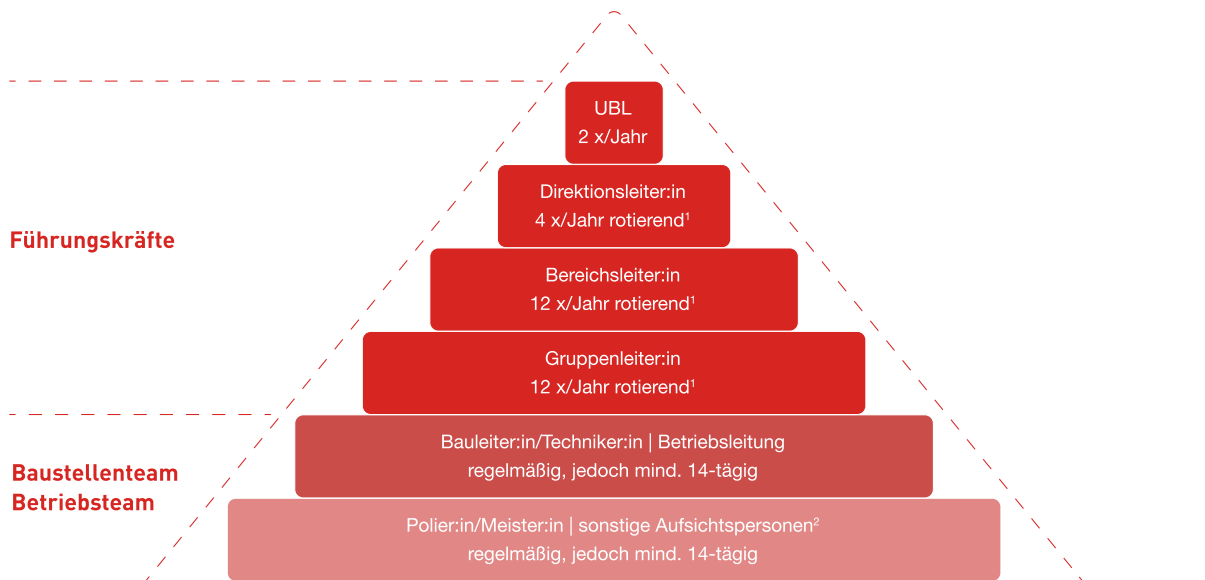 UBL
2 x/Jahr
Direktionsleiter:in
4 x/Jahr rotierend¹
Führungskräfte
Bereichsleiter:in
12 x/Jahr rotierend¹
Gruppenleiter:in
12 x/Jahr rotierend¹
Bauleiter:in/Techniker:in | Betriebsleitung
regelmäßig, jedoch mind. 14-tägig
Baustellenteam
Betriebsteam
Polier:in/Meister:in | sonstige Aufsichtspersonen²
regelmäßig, jedoch mind. 14-tägig